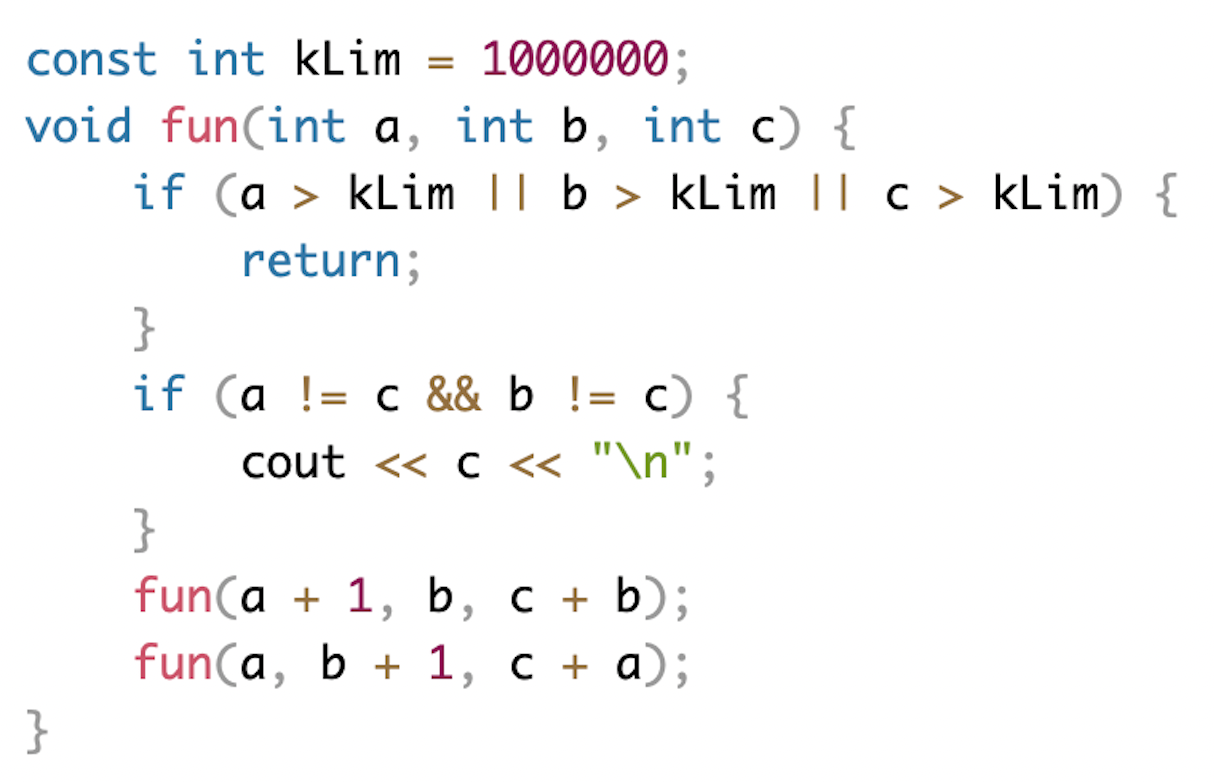 const int kLim = 1000000;
void fun(int a, int b, int c) {
    if (a > kLim || b > kLim || c > kLim) {
        return;
    }
    if (a != c && b != c) {
        cout << c << "\n";
    }
    fun(a + 1, b, c + b);
    fun(a, b + 1, c + a);
}